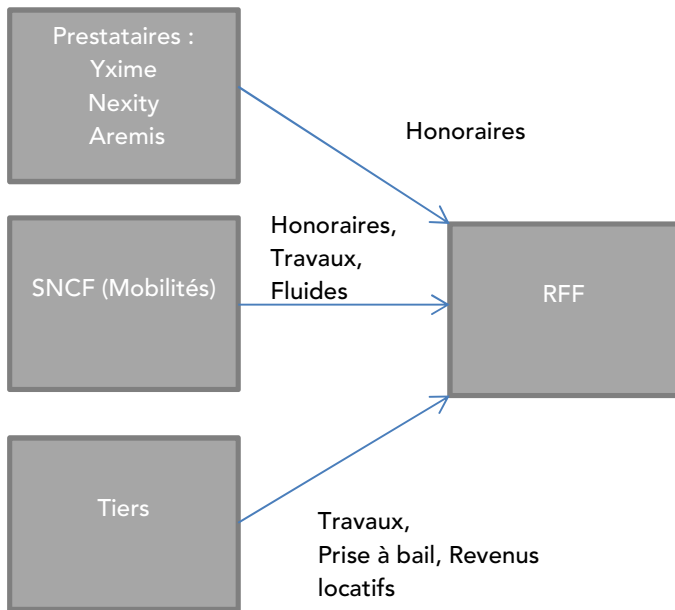 Prestataires :
Yxime
Nexity
Aremis
Honoraires
Honoraires,
Travaux,
Fluides
SNCF (Mobilités)
RFF
Tiers
Travaux,
Prise à bail, Revenus
locatifs